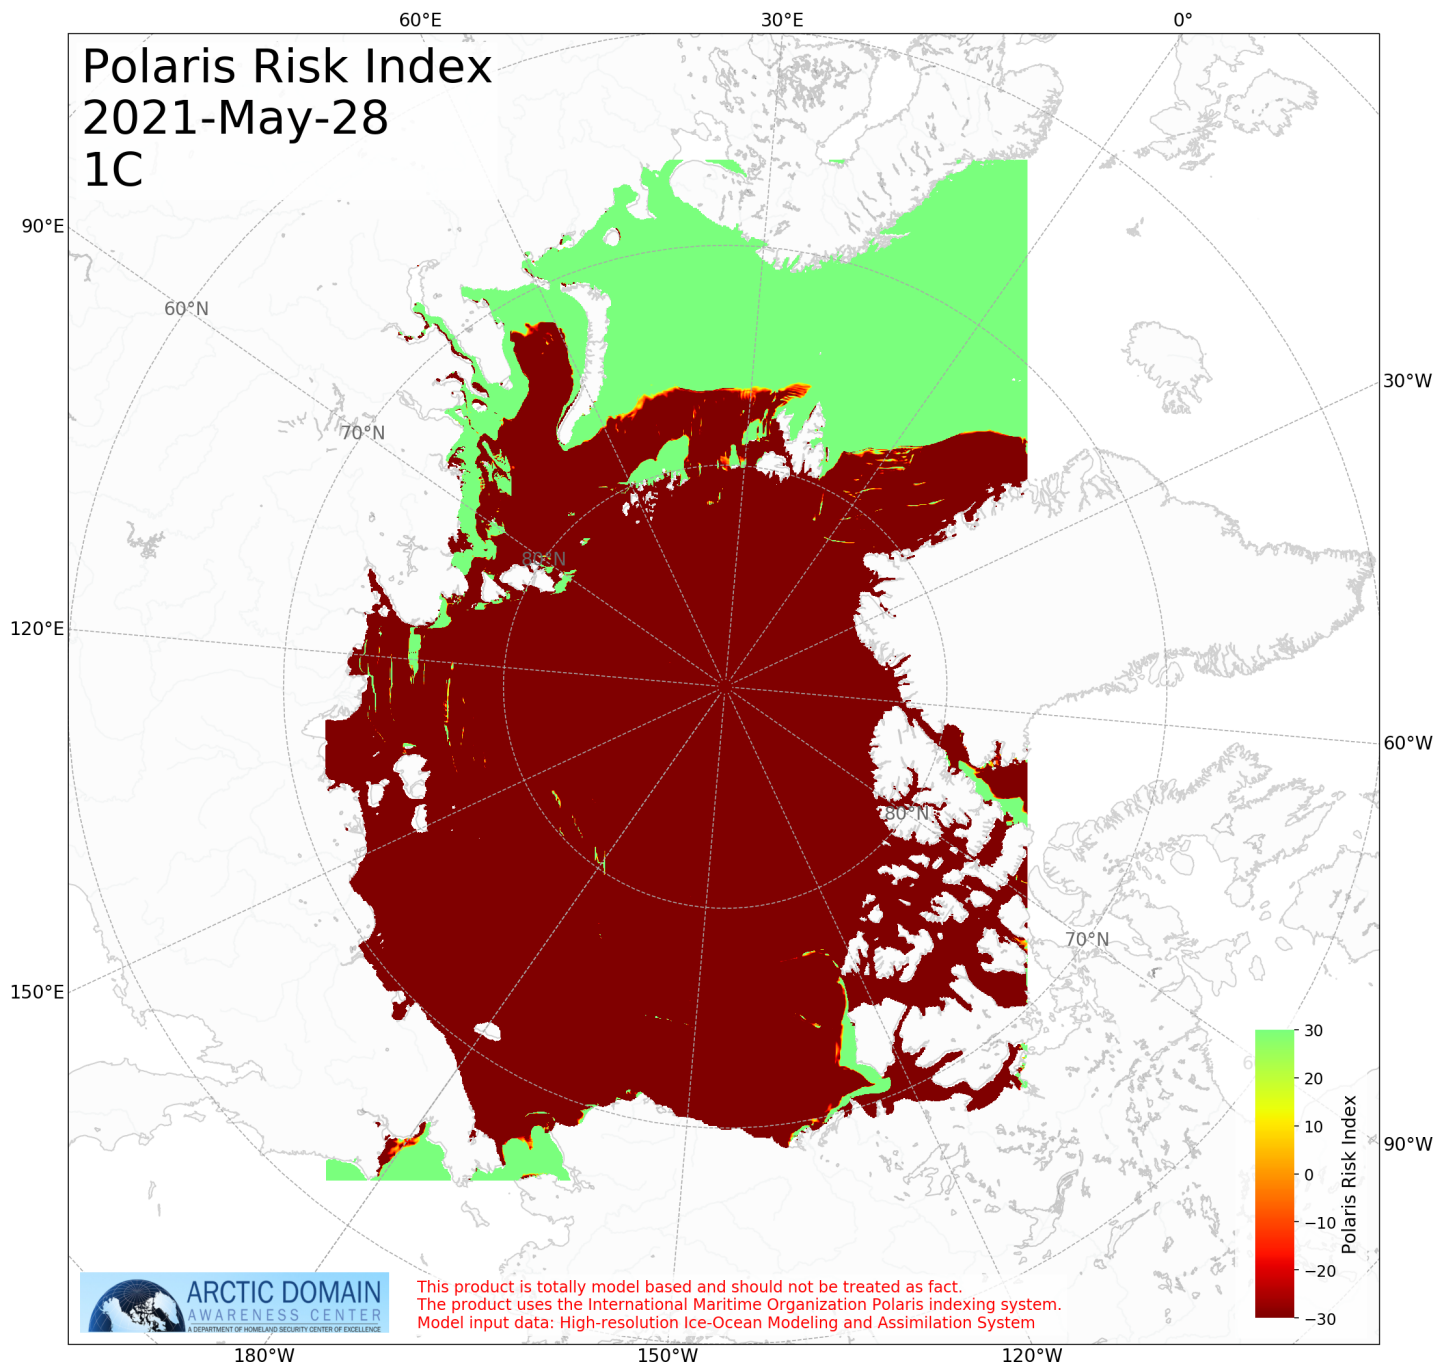 60°E
30°E
0°
Polaris Risk Index
2021-May-28
1C
90°E
60°N
30°W
70°N
80°N
120°E
60°W
80°N
70°N
150°E
30
20
10
0
−10
−20
−30
Polaris Risk Index
90°W
ARCTIC DOMAIN
AWARENESS CENTER
A DEPARTMENT OF HOMELAND SECURITY CENTER OF EXCELLENCE
This product is totally model based and should not be treated as fact.
The product uses the International Maritime Organization Polaris indexing system.
Model input data: High-resolution Ice-Ocean Modeling and Assimilation System
180°W
150°W
120°W